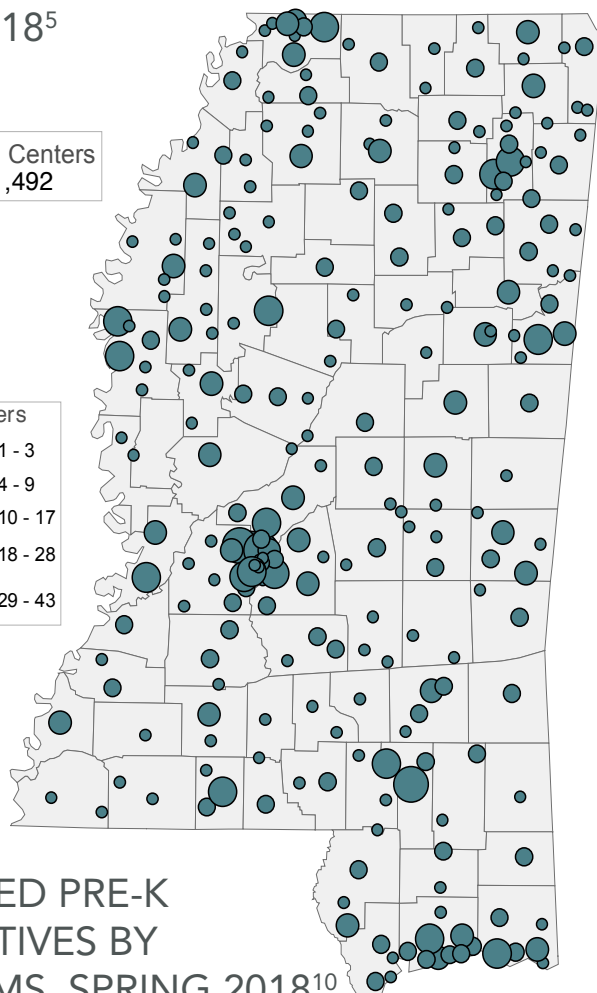 18⁵
Centers
,492
ers
1 - 3
4 - 9
10 - 17
18 - 28
29 - 43
ED PRE-K
TIVES BY
MS, SPRING 2018¹⁰